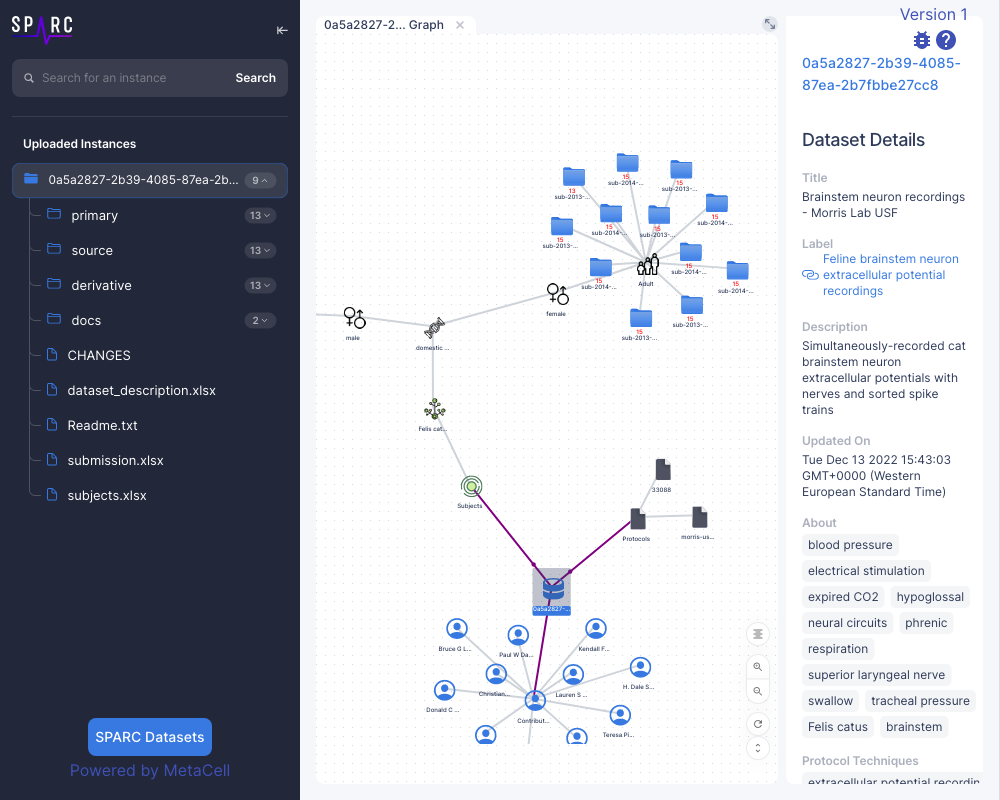 SPARC
Search for an instance
Search
Uploaded Instances
0a5a2827-2b39-4085-87ea-2b...
9
primary
13
source
13
derivative
13
docs
2
CHANGES
dataset_description.xlsx
Readme.txt
submission.xlsx
subjects.xlsx
SPARC Datasets
Powered by MetaCell
0a5a2827-2... Graph
15
sub-2014-...
13
sub-2013-...
15
sub-2013-...
15
sub-2014-...
15
sub-2014-...
15
sub-2013-...
15
sub-2013-...
15
sub-2014-...
15
sub-2014-...
15
sub-2014-...
Adult
15
sub-2013-...
15
sub-2013-...
female
male
domestic ...
Felis cat...
Subjects
33088
Protocols
morris-us...
0a5a2827-...
Bruce G L...
Paul W Da...
Kendall F...
Christian...
Lauren S ...
H. Dale S...
Donald C ...
Contribut...
Teresa Pi...
Version 1
0a5a2827-2b39-4085-
87ea-2b7fbbe27cc8
Dataset Details
Title
Brainstem neuron recordings
- Morris Lab USF
Label
Feline brainstem neuron
extracellular potential
recordings
Description
Simultaneously-recorded cat
brainstem neuron
extracellular potentials with
nerves and sorted spike
trains
Updated On
Tue Dec 13 2022 15:43:03
GMT+0000 (Western
European Standard Time)
About
blood pressure
electrical stimulation
expired CO2
hypoglossal
neural circuits
phrenic
respiration
superior laryngeal nerve
swallow
tracheal pressure
Felis catus
brainstem
Protocol Techniques
extracellular potential recordin